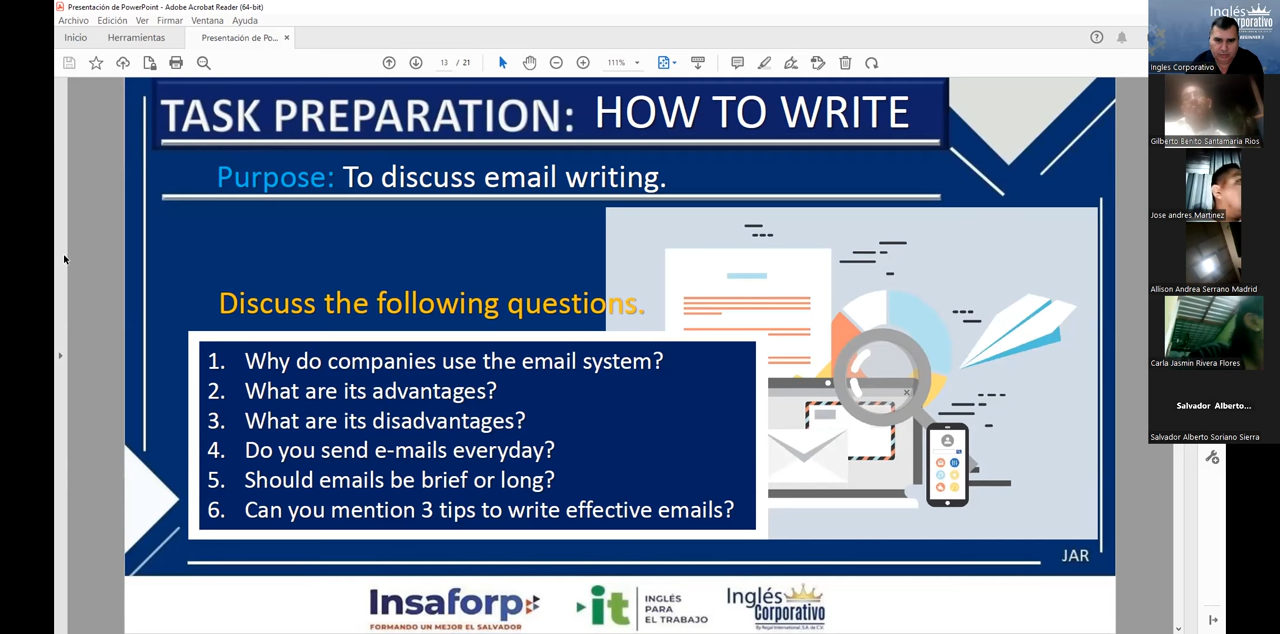 Presentación de PowerPoint - Adobe Acrobat Reader (64-bit)
Archivo Edición Ver Firmar Ventana Ayuda
Inicio Herramientas Presentación de Po... ×
13 / 21 111%
TASK PREPARATION: HOW TO WRITE
Purpose: To discuss email writing.
Discuss the following questions.
1. Why do companies use the email system?
2. What are its advantages?
3. What are its disadvantages?
4. Do you send e-mails everyday?
5. Should emails be brief or long?
6. Can you mention 3 tips to write effective emails?
JAR
Insaforp
FORMANDO UN MEJOR EL SALVADOR
it
INGLÉS
PARA
EL TRABAJO
Inglés
Corporativo
Inglés
Corporativo
Ingles Corporativo
Gilberto Benito Santamaria Rios
Jose andres Martinez
Allison Andrea Serrano Madrid
Carla Jasmin Rivera Flores
Salvador Alberto...
Salvador Alberto Soriano Sierra